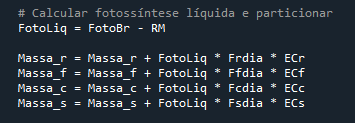 # Calcular fotossíntese líquida e particionar
FotoLiq = FotoBr - RM
Massa_r = Massa_r + FotoLiq * Frdia * ECr
Massa_f = Massa_f + FotoLiq * Ffdia * ECf
Massa_c = Massa_c + FotoLiq * Fcdia * ECc
Massa_s = Massa_s + FotoLiq * Fsdia * ECs